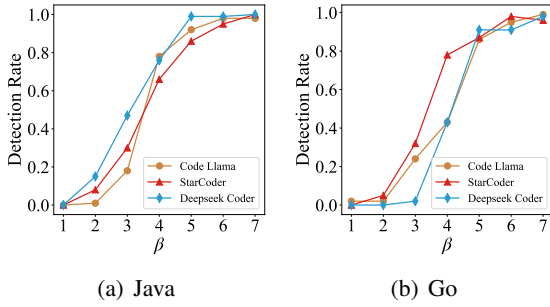 Detection Rate
1.0
0.8
0.6
0.4
0.2
0.0
Code Llama
StarCoder
Deepseek Coder
1 2 3 4 5 6 7
β
(a) Java
Detection Rate
1.0
0.8
0.6
0.4
0.2
0.0
Code Llama
StarCoder
Deepseek Coder
1 2 3 4 5 6 7
β
(b) Go